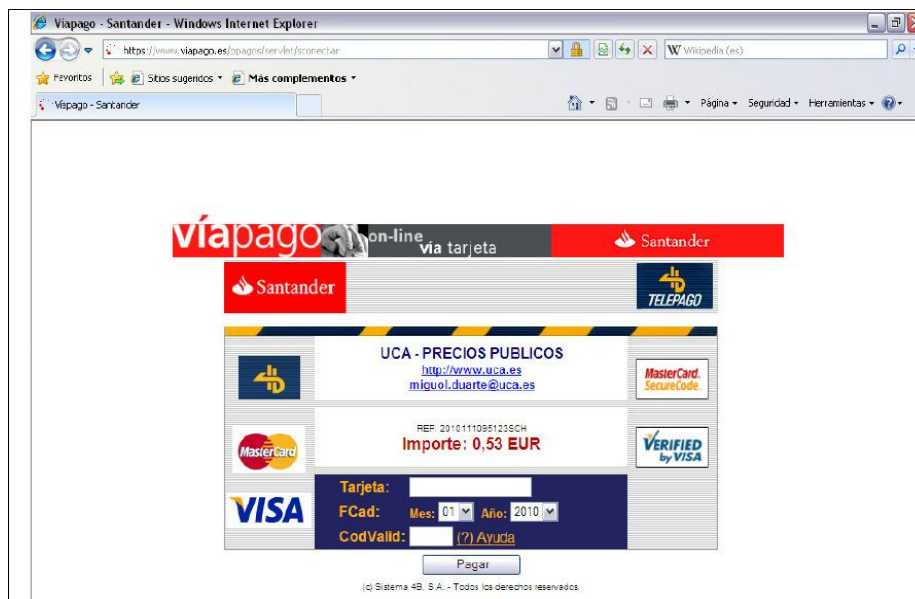 Viapago - Santander - Windows Internet Explorer
https://www.viapago.es/ppagos/servlet/sconectar
Wikipedia (es)
Favoritos
Sitios sugeridos
Más complementos
Viapago - Santander
Página
Seguridad
Herramientas
víapago
on-line
vía tarjeta
Santander
Santander
TELEPAGO
UCA - PRECIOS PUBLICOS
http://www.uca.es
miguol.duarte@uca.es
MasterCard.
SecureCode.
REF: 2010111095123SCH
Importe: 0,53 EUR
MasterCard
VERIFIED
by VISA
VISA
Tarjeta:
FCad: Mes: 01 Año: 2010
CodValid: (?) Ayuda
Pagar
(c) Sistema 4B, S.A. - Todos los derechos reservados.